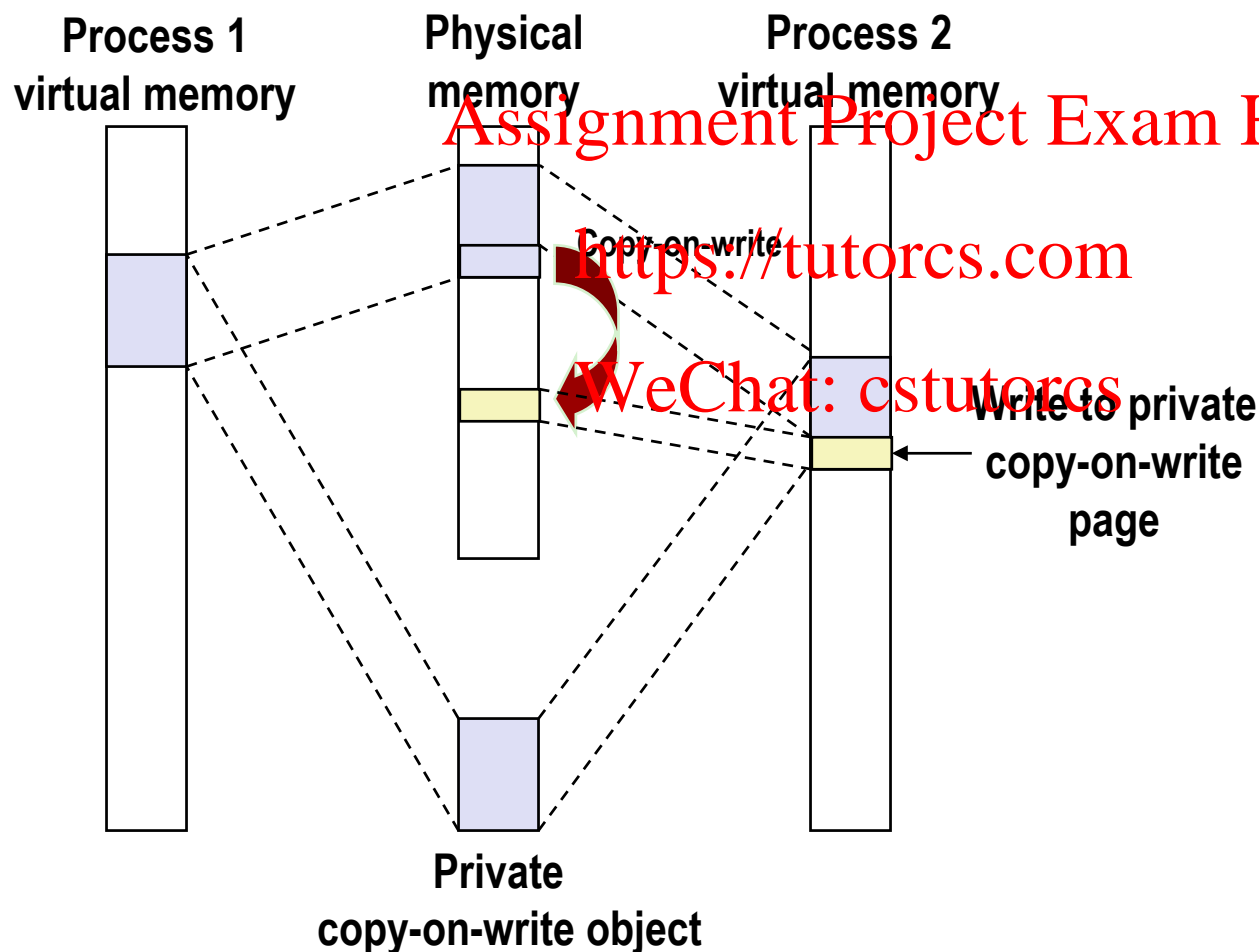 Process 1
virtual memory
Physical
memory
Process 2
virtual memory
Assignment Project Exam H
Copy-on-write
https://tutorcs.com
WeChat: cstutorcs
Write to private
copy-on-write
page
Private
copy-on-write object